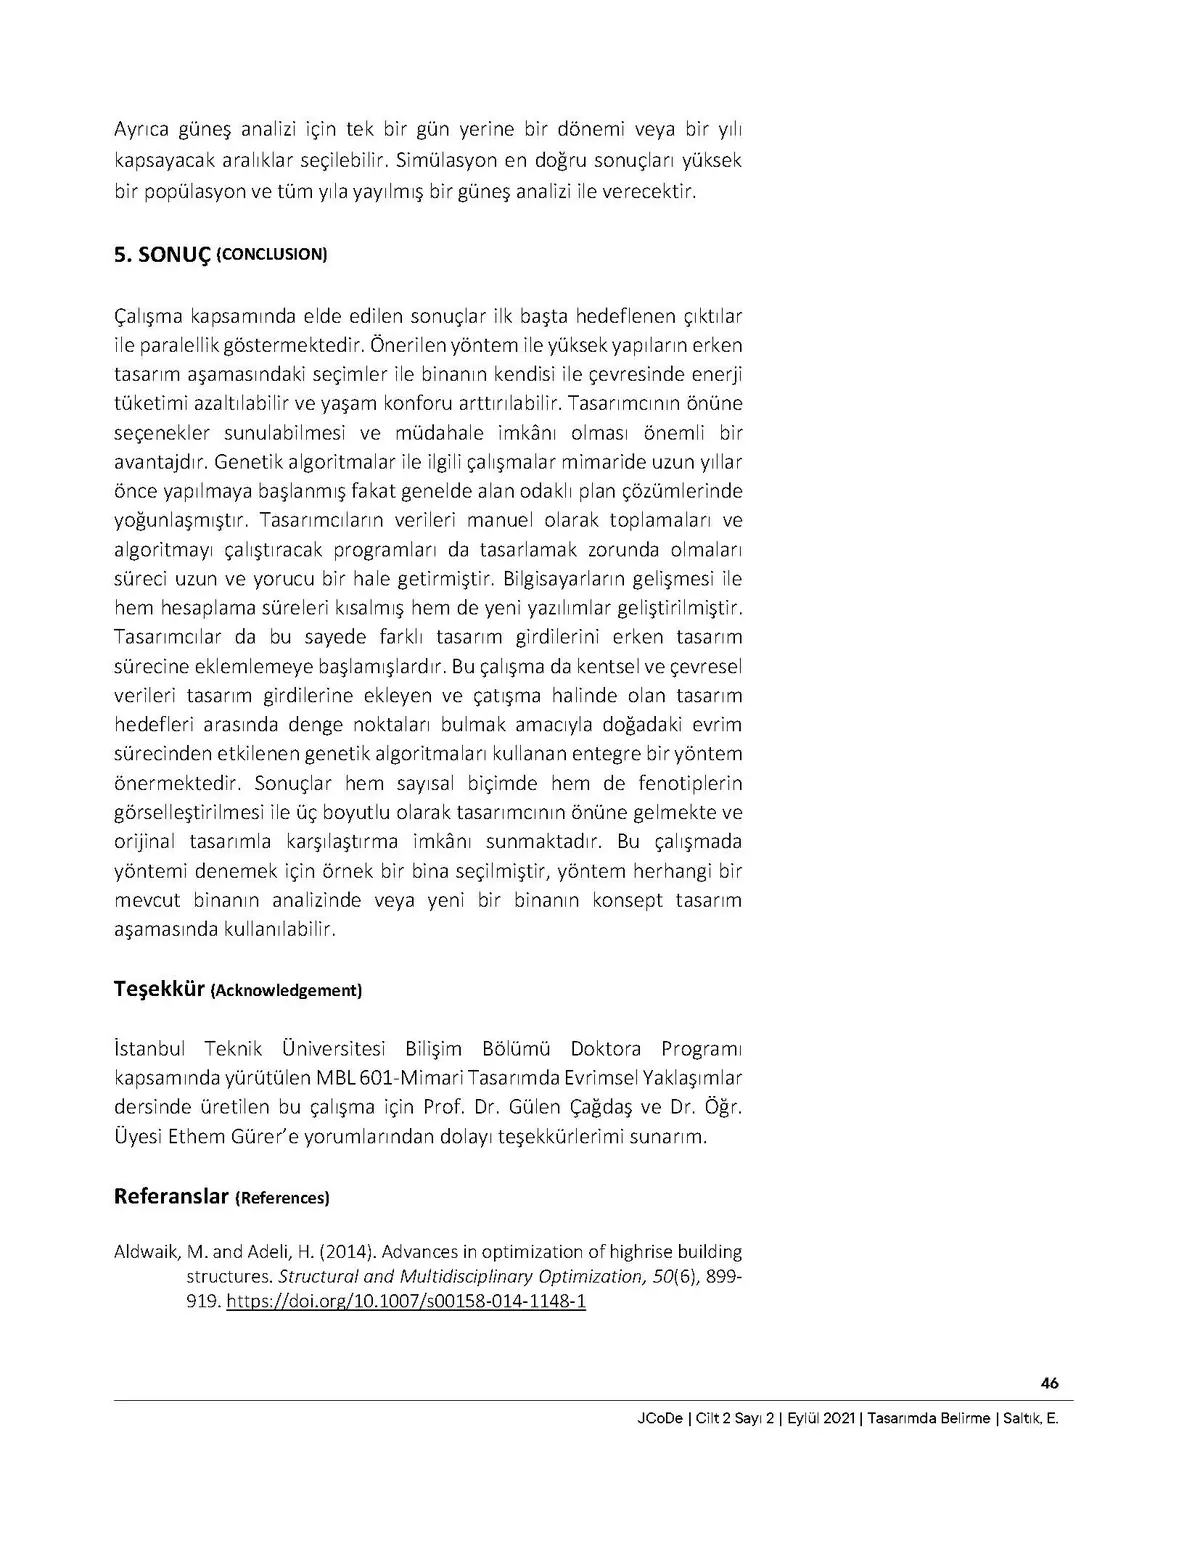 Ayrıca güneş analizi için tek bir gün yerine bir dönemi veya bir yılı
kapsayacak aralıklar seçilebilir. Simülasyon en doğru sonuçları yüksek
bir popülasyon ve tüm yıla yayılmış bir güneş analizi ile verecektir.
5. SONUÇ (CONCLUSION)
Çalışma kapsamında elde edilen sonuçlar ilk başta hedeflenen çıktılar
ile paralellik göstermektedir. Önerilen yöntem ile yüksek yapıların erken
tasarım aşamasındaki seçimler ile binanın kendisi ile çevresinde enerji
tüketimi azaltılabilir ve yaşam konforu arttırılabilir. Tasarımcının önüne
seçenekler sunulabilmesi ve müdahale imkânı olması önemli bir
avantajdır. Genetik algoritmalar ile ilgili çalışmalar mimaride uzun yıllar
önce yapılmaya başlanmış fakat genelde alan odaklı plan çözümlerinde
yoğunlaşmıştır. Tasarımcıların verileri manuel olarak toplamaları ve
algoritmayı çalıştıracak programları da tasarlamak zorunda olmaları
süreci uzun ve yorucu bir hale getirmiştir. Bilgisayarların gelişmesi ile
hem hesaplama süreleri kısalmış hem de yeni yazılımlar geliştirilmiştir.
Tasarımcılar da bu sayede farklı tasarım girdilerini erken tasarım
sürecine eklemlemeye başlamışlardır. Bu çalışma da kentsel ve çevresel
verileri tasarım girdilerine ekleyen ve çatışma halinde olan tasarım
hedefleri arasında denge noktaları bulmak amacıyla doğadaki evrim
sürecinden etkilenen genetik algoritmaları kullanan entegre bir yöntem
önermektedir. Sonuçlar hem sayısal biçimde hem de fenotiplerin
görselleştirilmesi ile üç boyutlu olarak tasarımcının önüne gelmekte ve
orijinal tasarımla karşılaştırma imkânı sunmaktadır. Bu çalışmada
yöntemi denemek için örnek bir bina seçilmiştir, yöntem herhangi bir
mevcut binanın analizinde veya yeni bir binanın konsept tasarım
aşamasında kullanılabilir.
Teşekkür (Acknowledgement)
İstanbul Teknik Üniversitesi Bilişim Bölümü Doktora Programı
kapsamında yürütülen MBL 601-Mimari Tasarımda Evrimsel Yaklaşımlar
dersinde üretilen bu çalışma için Prof. Dr. Gülen Çağdaş ve Dr. Öğr.
Üyesi Ethem Gürer’e yorumlarından dolayı teşekkürlerimi sunarım.
Referanslar (References)
Aldwaik, M. and Adeli, H. (2014). Advances in optimization of highrise building
structures. Structural and Multidisciplinary Optimization, 50(6), 899-
919. https://doi.org/10.1007/s00158-014-1148-1
46
JCoDe | Cilt 2 Sayı 2 | Eylül 2021 | Tasarımda Belirme | Saltık, E.